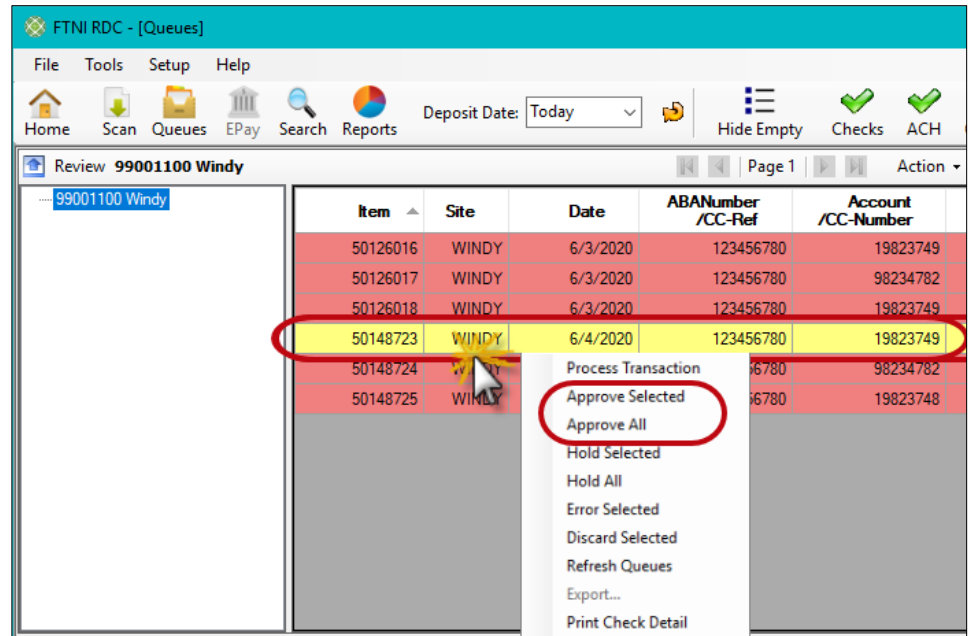 FTNI RDC - [Queues]
File Tools Setup Help
Home Scan Queues EPay Search Reports Deposit Date: Today Hide Empty Checks ACH
Review 99001100 Windy Page 1 Action
99001100 Windy
Item Site Date ABANumber /CC-Ref Account /CC-Number
50126016 WINDY 6/3/2020 123456780 19823749
50126017 WINDY 6/3/2020 123456780 98234782
50126018 WINDY 6/3/2020 123456780 19823749
50148723 WINDY 6/4/2020 123456780 19823749
50148724 6780 98234782
50148725 6780 19823748
Process Transaction
Approve Selected
Approve All
Hold Selected
Hold All
Error Selected
Discard Selected
Refresh Queues
Export...
Print Check Detail